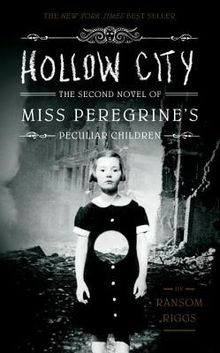 THE NEW YORK TIMES BEST SELLER
HOLLOW CITY
THE SECOND NOVEL OF
MISS PEREGRINE'S
PECULIAR CHILDREN
BY
RANSOM
RIGGS